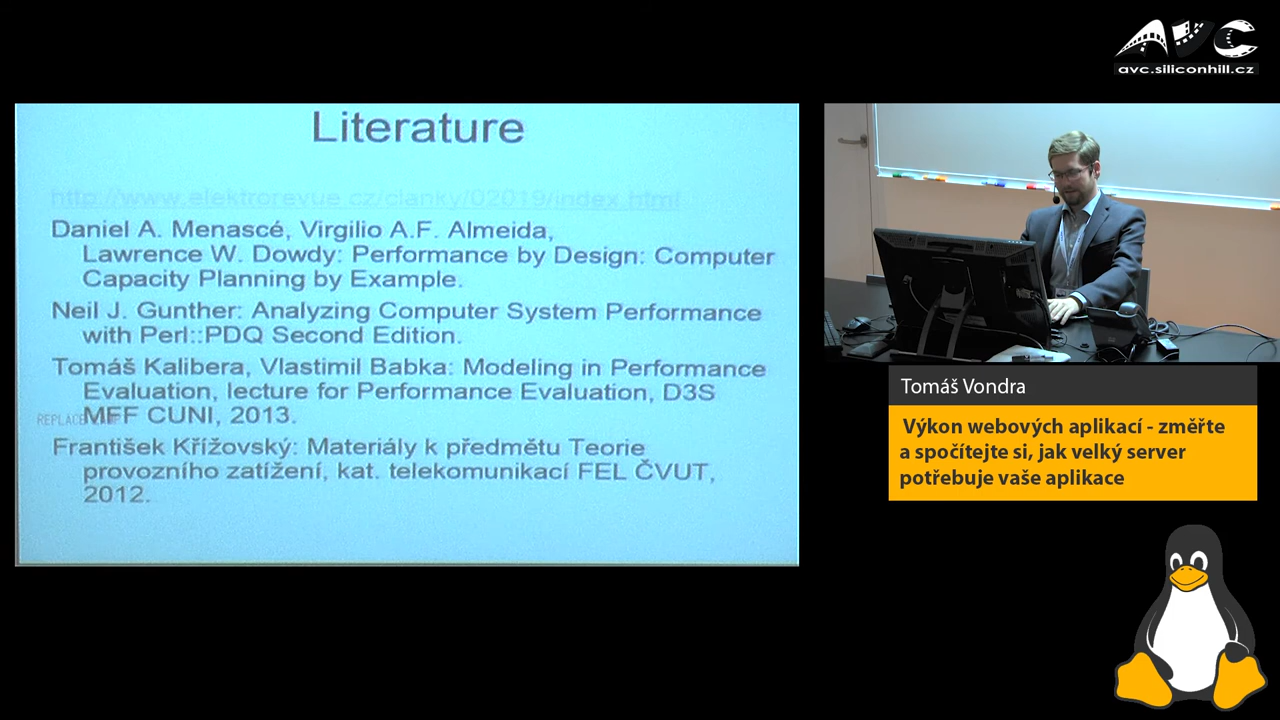 AVC
avc.siliconhill.cz
Literature
http://www.elektrorevue.cz/clanky/02019/index.html
Daniel A. Menascé, Virgilio A.F. Almeida,
Lawrence W. Dowdy: Performance by Design: Computer
Capacity Planning by Example.
Neil J. Gunther: Analyzing Computer System Performance
with Perl::PDQ Second Edition.
Tomáš Kalibera, Vlastimil Babka: Modeling in Performance
Evaluation, lecture for Performance Evaluation, D3S
MFF CUNI, 2013.
REPLACE
František Křížovský: Materiály k předmětu Teorie
provozního zatížení, kat. telekomunikací FEL ČVUT,
2012.
Tomáš Vondra
Výkon webových aplikací - změřte
a spočítejte si, jak velký server
potřebuje vaše aplikace